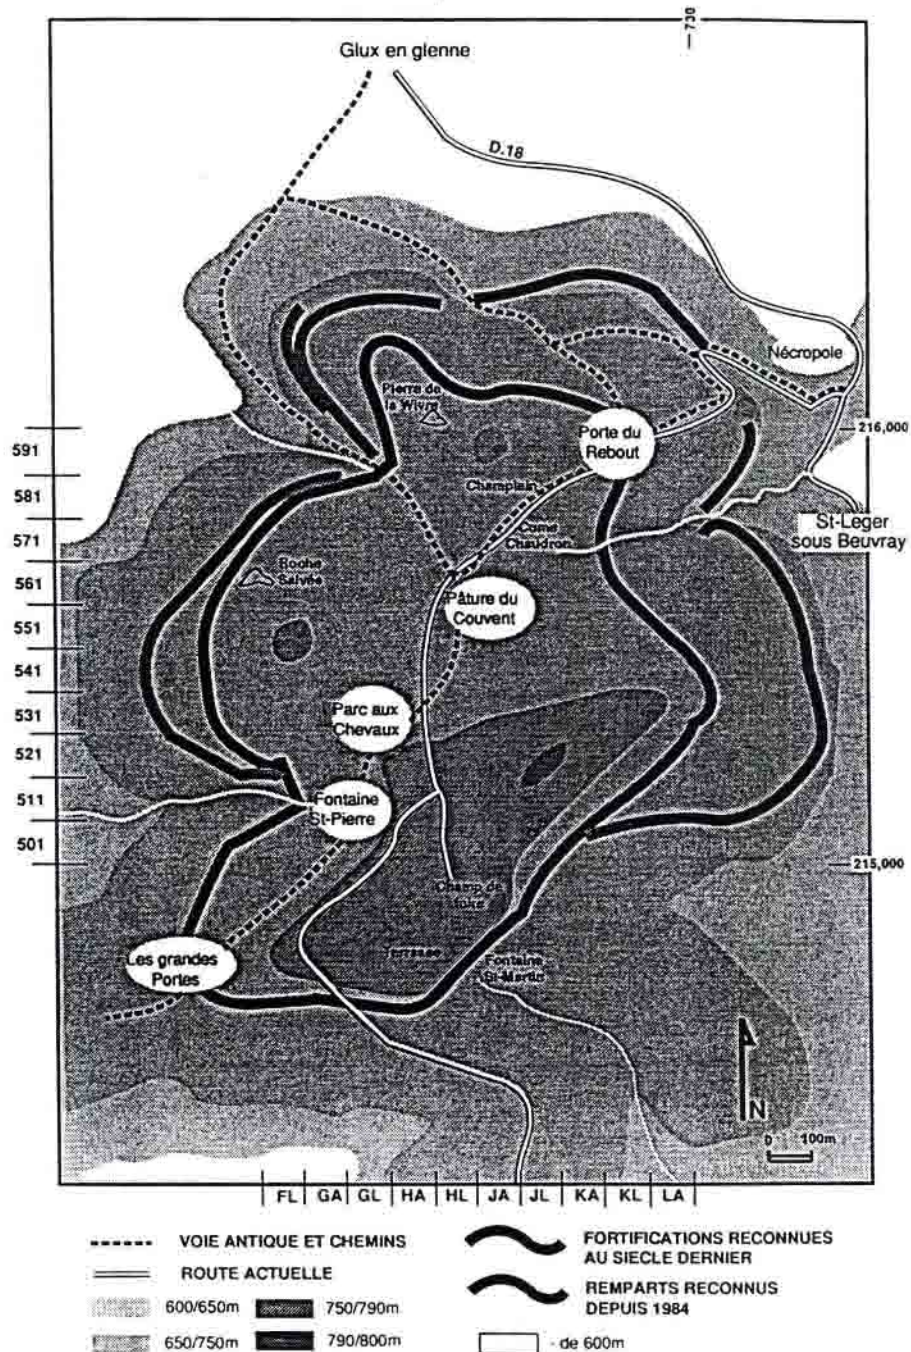 730
Glux en glenne
D.18
Nécropole
Pierre de
la Wivre
216,000
Porte du
Rebout
Champlain
Come
Chaudron
St-Leger
sous Beuvray
Roche
Salvée
Pâture du
Couvent
Parc aux
Chevaux
Fontaine
St-Pierre
215,000
Champ de
foire
Les grandes
Portes
Terrasse
Fontaine
St-Martin
591
581
571
561
551
541
531
521
511
501
N
0 100m
FL GA GL HA HL JA JL KA KL LA
VOIE ANTIQUE ET CHEMINS
ROUTE ACTUELLE
600/650m
750/790m
650/750m
790/800m
FORTIFICATIONS RECONNUES
AU SIECLE DERNIER
REMPARTS RECONNUS
DEPUIS 1984
- de 600m